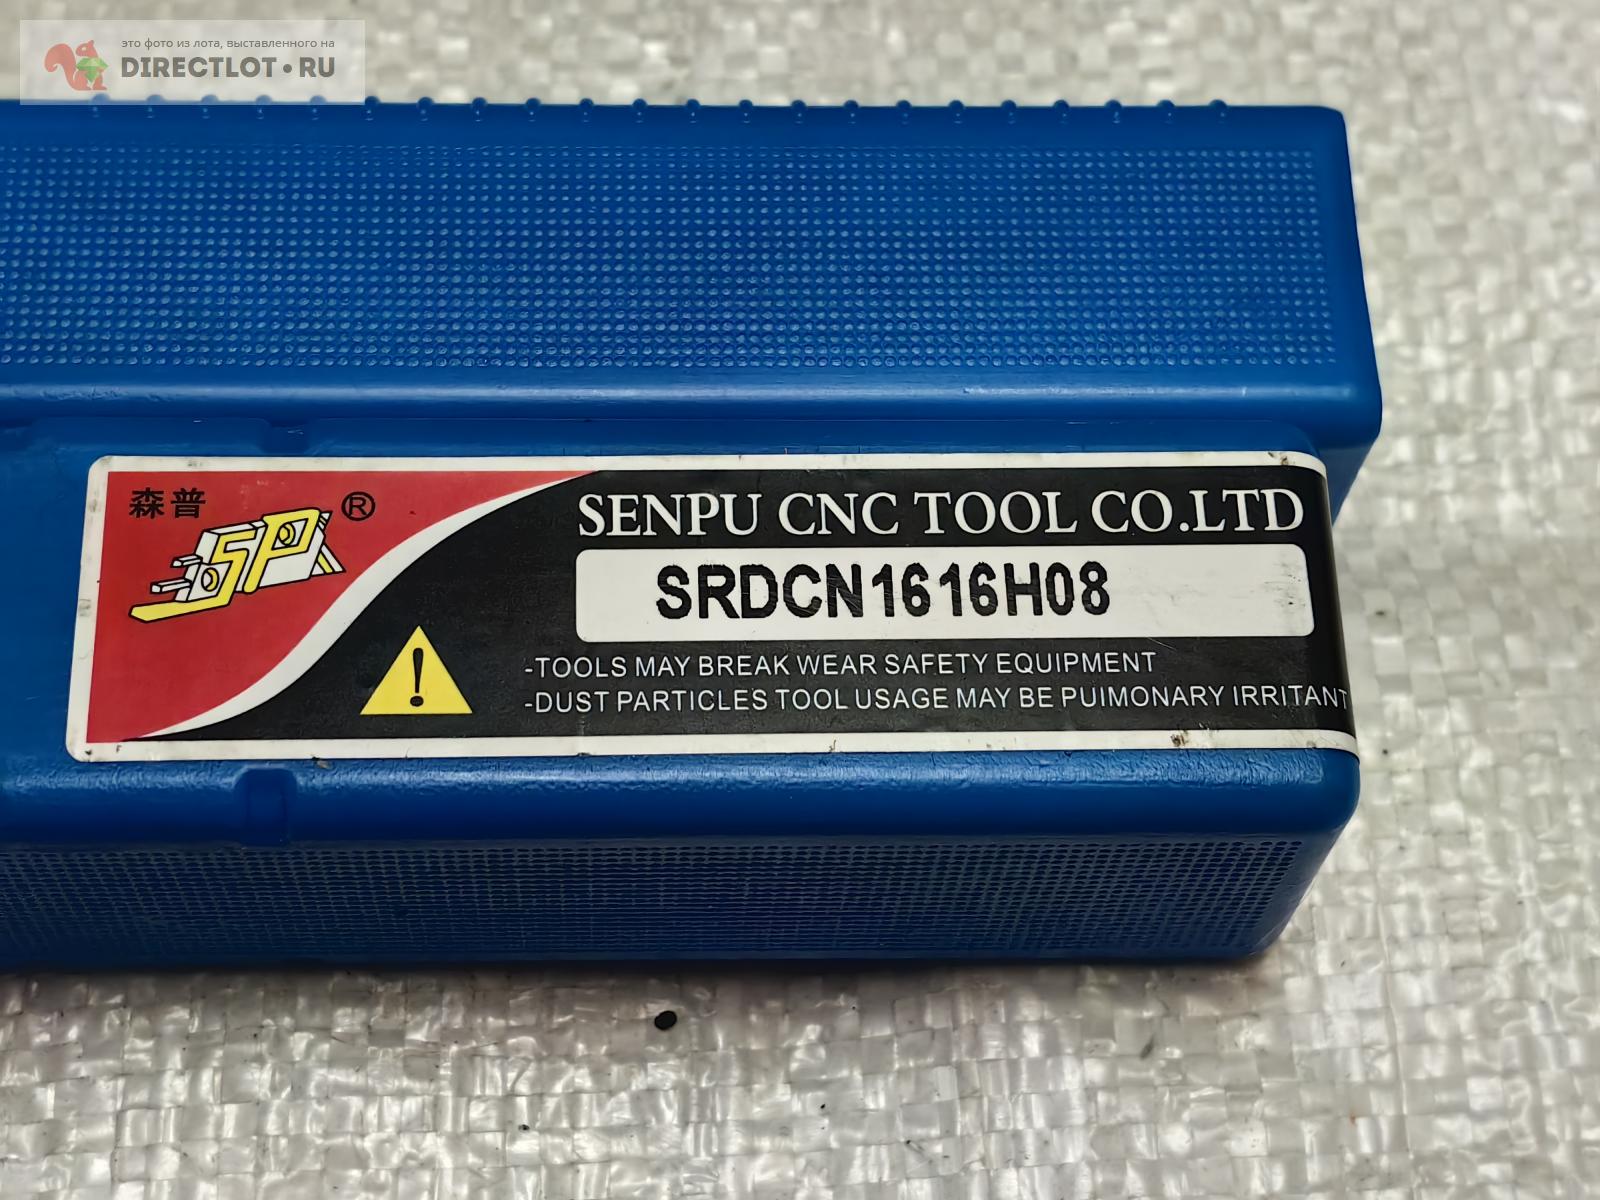 это фото из лота, выставленного на
DIRECTLOT•RU
森普
SP®
SENPU CNC TOOL CO.LTD
SRDCN1616H08
!
-TOOLS MAY BREAK WEAR SAFETY EQUIPMENT
-DUST PARTICLES TOOL USAGE MAY BE PUIMONARY IRRITANT